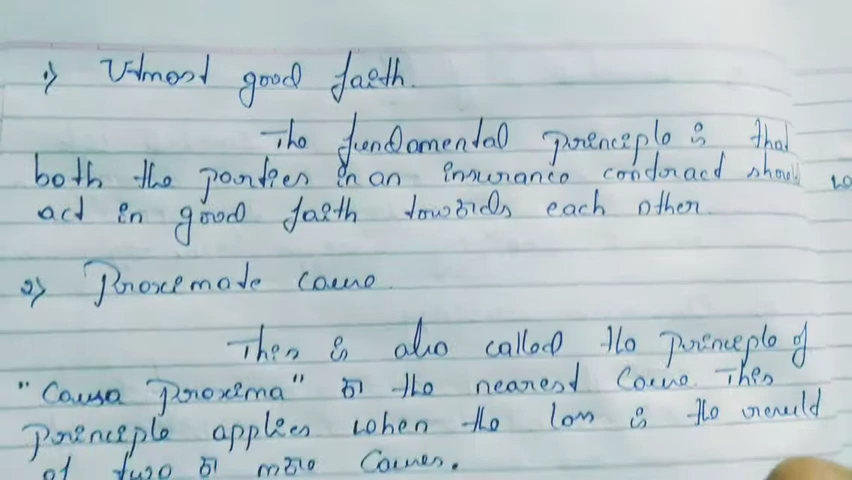 1) Utmost good faith.
The fundamental principle is that
both the parties in an insurance contract should
act in good faith towards each other.
2) Proximate cause.
This is also called the principle of
"Causa proxima" or the nearest cause. This
principle applies when the loss is the result
of two or more causes.